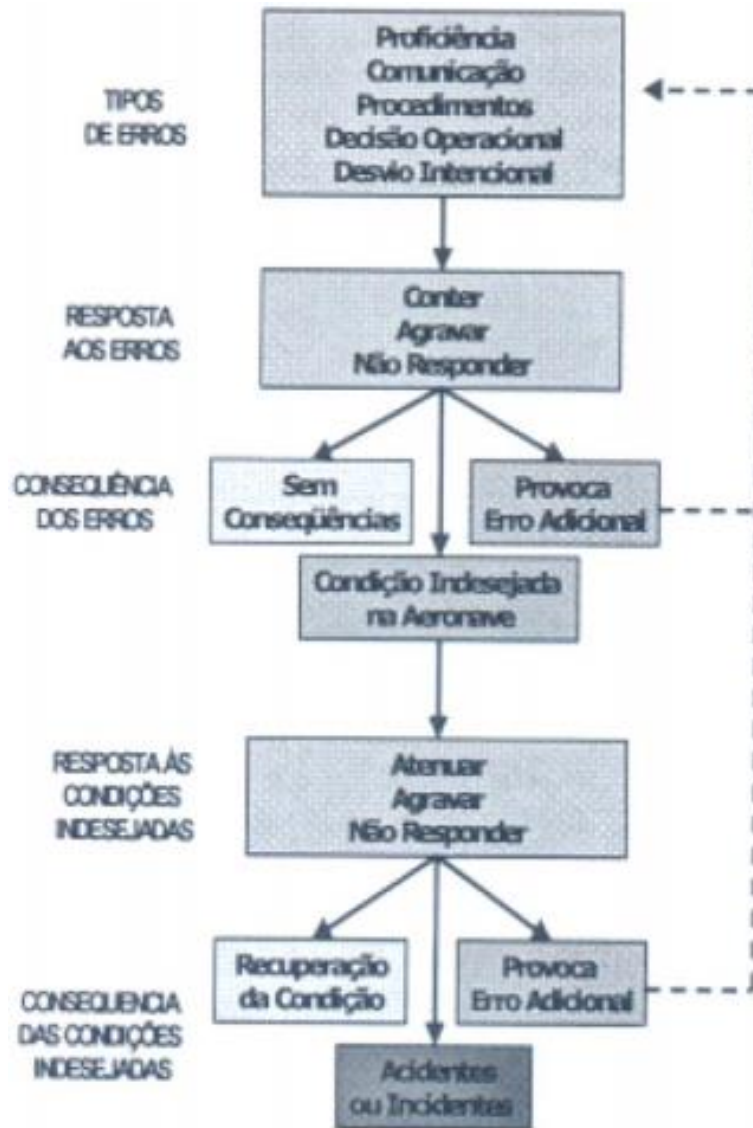 TIPOS
DE ERROS
Proficiência
Comunicação
Procedimentos
Decisão Operacional
Desvio Intencional
RESPOSTA
AOS ERROS
Conter
Agravar
Não Responder
CONSEQUÊNCIA
DOS ERROS
Sem
Conseqüências
Provoca
Erro Adicional
Condição Indesejada
na Aeronave
RESPOSTA ÀS
CONDIÇÕES
INDESEJADAS
Atenuar
Agravar
Não Responder
CONSEQUENCIA
DAS CONDIÇÕES
INDESEJADAS
Recuperação
da Condição
Provoca
Erro Adicional
Acidentes
ou Incidentes